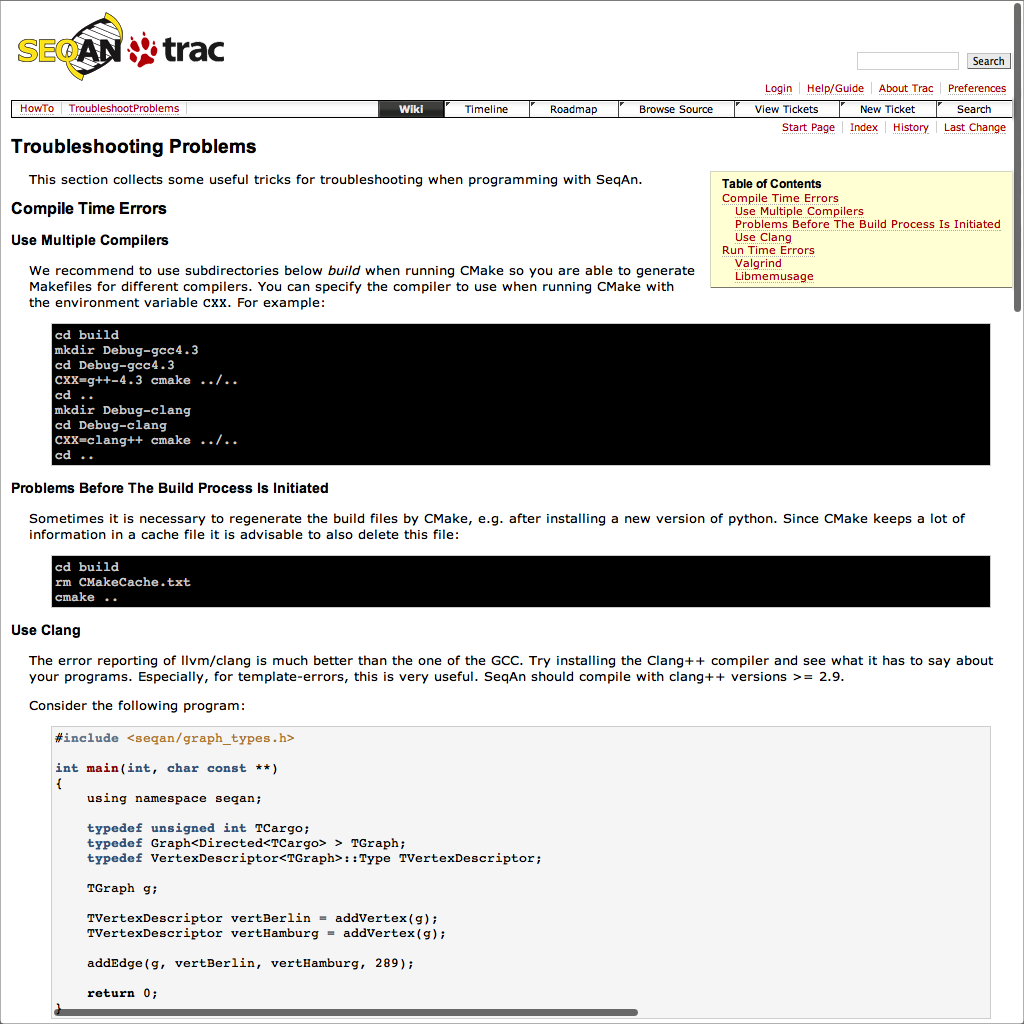 SEQAN trac
Search
Login Help/Guide About Trac Preferences
HowTo TroubleshootProblems Wiki Timeline Roadmap Browse Source View Tickets New Ticket Search
Start Page Index History Last Change
Troubleshooting Problems
This section collects some useful tricks for troubleshooting when programming with SeqAn.
Table of Contents
Compile Time Errors
Use Multiple Compilers
Problems Before The Build Process Is Initiated
Use Clang
Run Time Errors
Valgrind
Libmemusage
Compile Time Errors
Use Multiple Compilers
We recommend to use subdirectories below build when running CMake so you are able to generate
Makefiles for different compilers. You can specify the compiler to use when running CMake with
the environment variable CXX. For example:
cd build
mkdir Debug-gcc4.3
cd Debug-gcc4.3
CXX=g++-4.3 cmake ../..
cd ..
mkdir Debug-clang
cd Debug-clang
CXX=clang++ cmake ../..
cd ..
Problems Before The Build Process Is Initiated
Sometimes it is necessary to regenerate the build files by CMake, e.g. after installing a new version of python. Since CMake keeps a lot of
information in a cache file it is advisable to also delete this file:
cd build
rm CMakeCache.txt
cmake ..
Use Clang
The error reporting of llvm/clang is much better than the one of the GCC. Try installing the Clang++ compiler and see what it has to say about
your programs. Especially, for template-errors, this is very useful. SeqAn should compile with clang++ versions >= 2.9.
Consider the following program:
#include <seqan/graph_types.h>
int main(int, char const **)
{
using namespace seqan;
typedef unsigned int TCargo;
typedef Graph<Directed<TCargo> > TGraph;
typedef VertexDescriptor<TGraph>::Type TVertexDescriptor;
TGraph g;
TVertexDescriptor vertBerlin = addVertex(g);
TVertexDescriptor vertHamburg = addVertex(g);
addEdge(g, vertBerlin, vertHamburg, 289);
return 0;
}